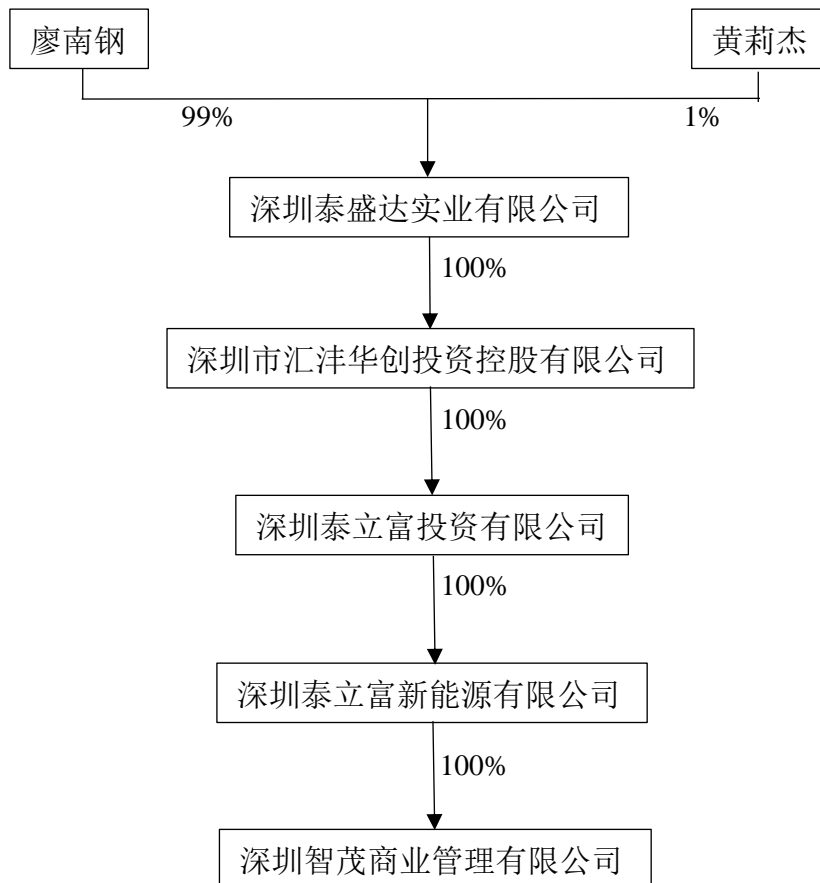 廖南钢
黄莉杰
99%
1%
深圳泰盛达实业有限公司
100%
深圳市汇沣华创投资控股有限公司
100%
深圳泰立富投资有限公司
100%
深圳泰立富新能源有限公司
100%
深圳智茂商业管理有限公司